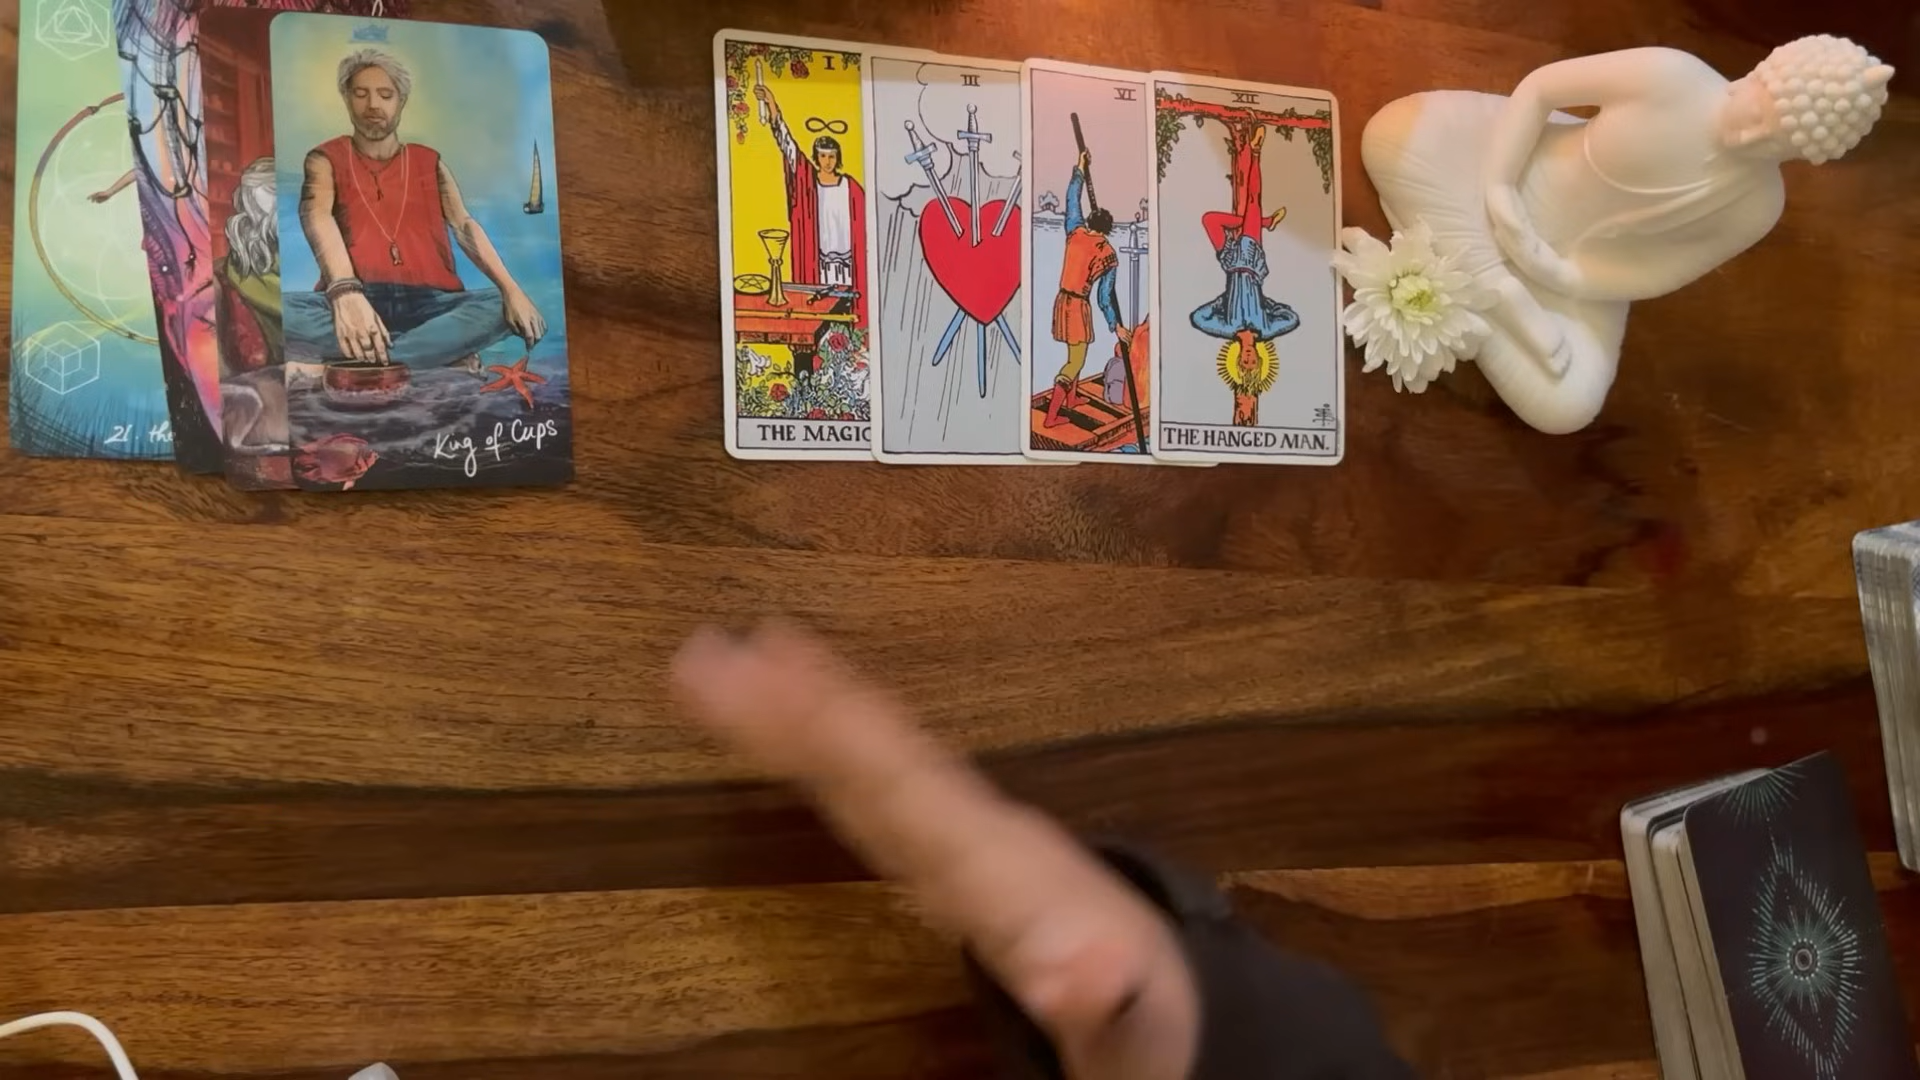 21. the
King of Cups
I
THE MAGIC
III
VI
XII
THE HANGED MAN.